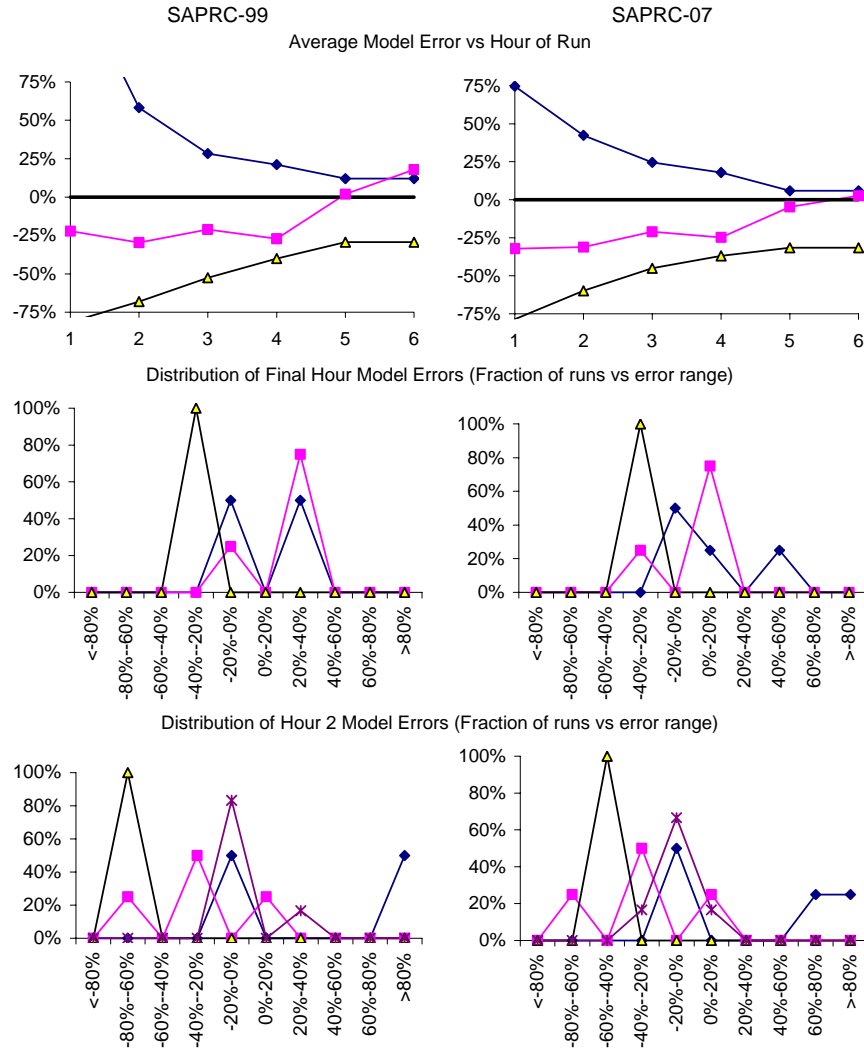 SAPRC-99 SAPRC-07
Average Model Error vs Hour of Run
75% 75%
50% 50%
25% 25%
0% 0%
-25% -25%
-50% -50%
-75% -75%
1 2 3 4 5 6 1 2 3 4 5 6
Distribution of Final Hour Model Errors (Fraction of runs vs error range)
100% 100%
80% 80%
60% 60%
40% 40%
20% 20%
0% 0%
<-80% -80%--60% -60%--40% -40%--20% -20%-0% 0%-20% 20%-40% 40%-60% 60%-80% >80% <-80% -80%--60% -60%--40% -40%--20% -20%-0% 0%-20% 20%-40% 40%-60% 60%-80% >80%
Distribution of Hour 2 Model Errors (Fraction of runs vs error range)
100% 100%
80% 80%
60% 60%
40% 40%
20% 20%
0% 0%
<-80% -80%--60% -60%--40% -40%--20% -20%-0% 0%-20% 20%-40% 40%-60% 60%-80% >80% <-80% -80%--60% -60%--40% -40%--20% -20%-0% 0%-20% 20%-40% 40%-60% 60%-80% >-80%